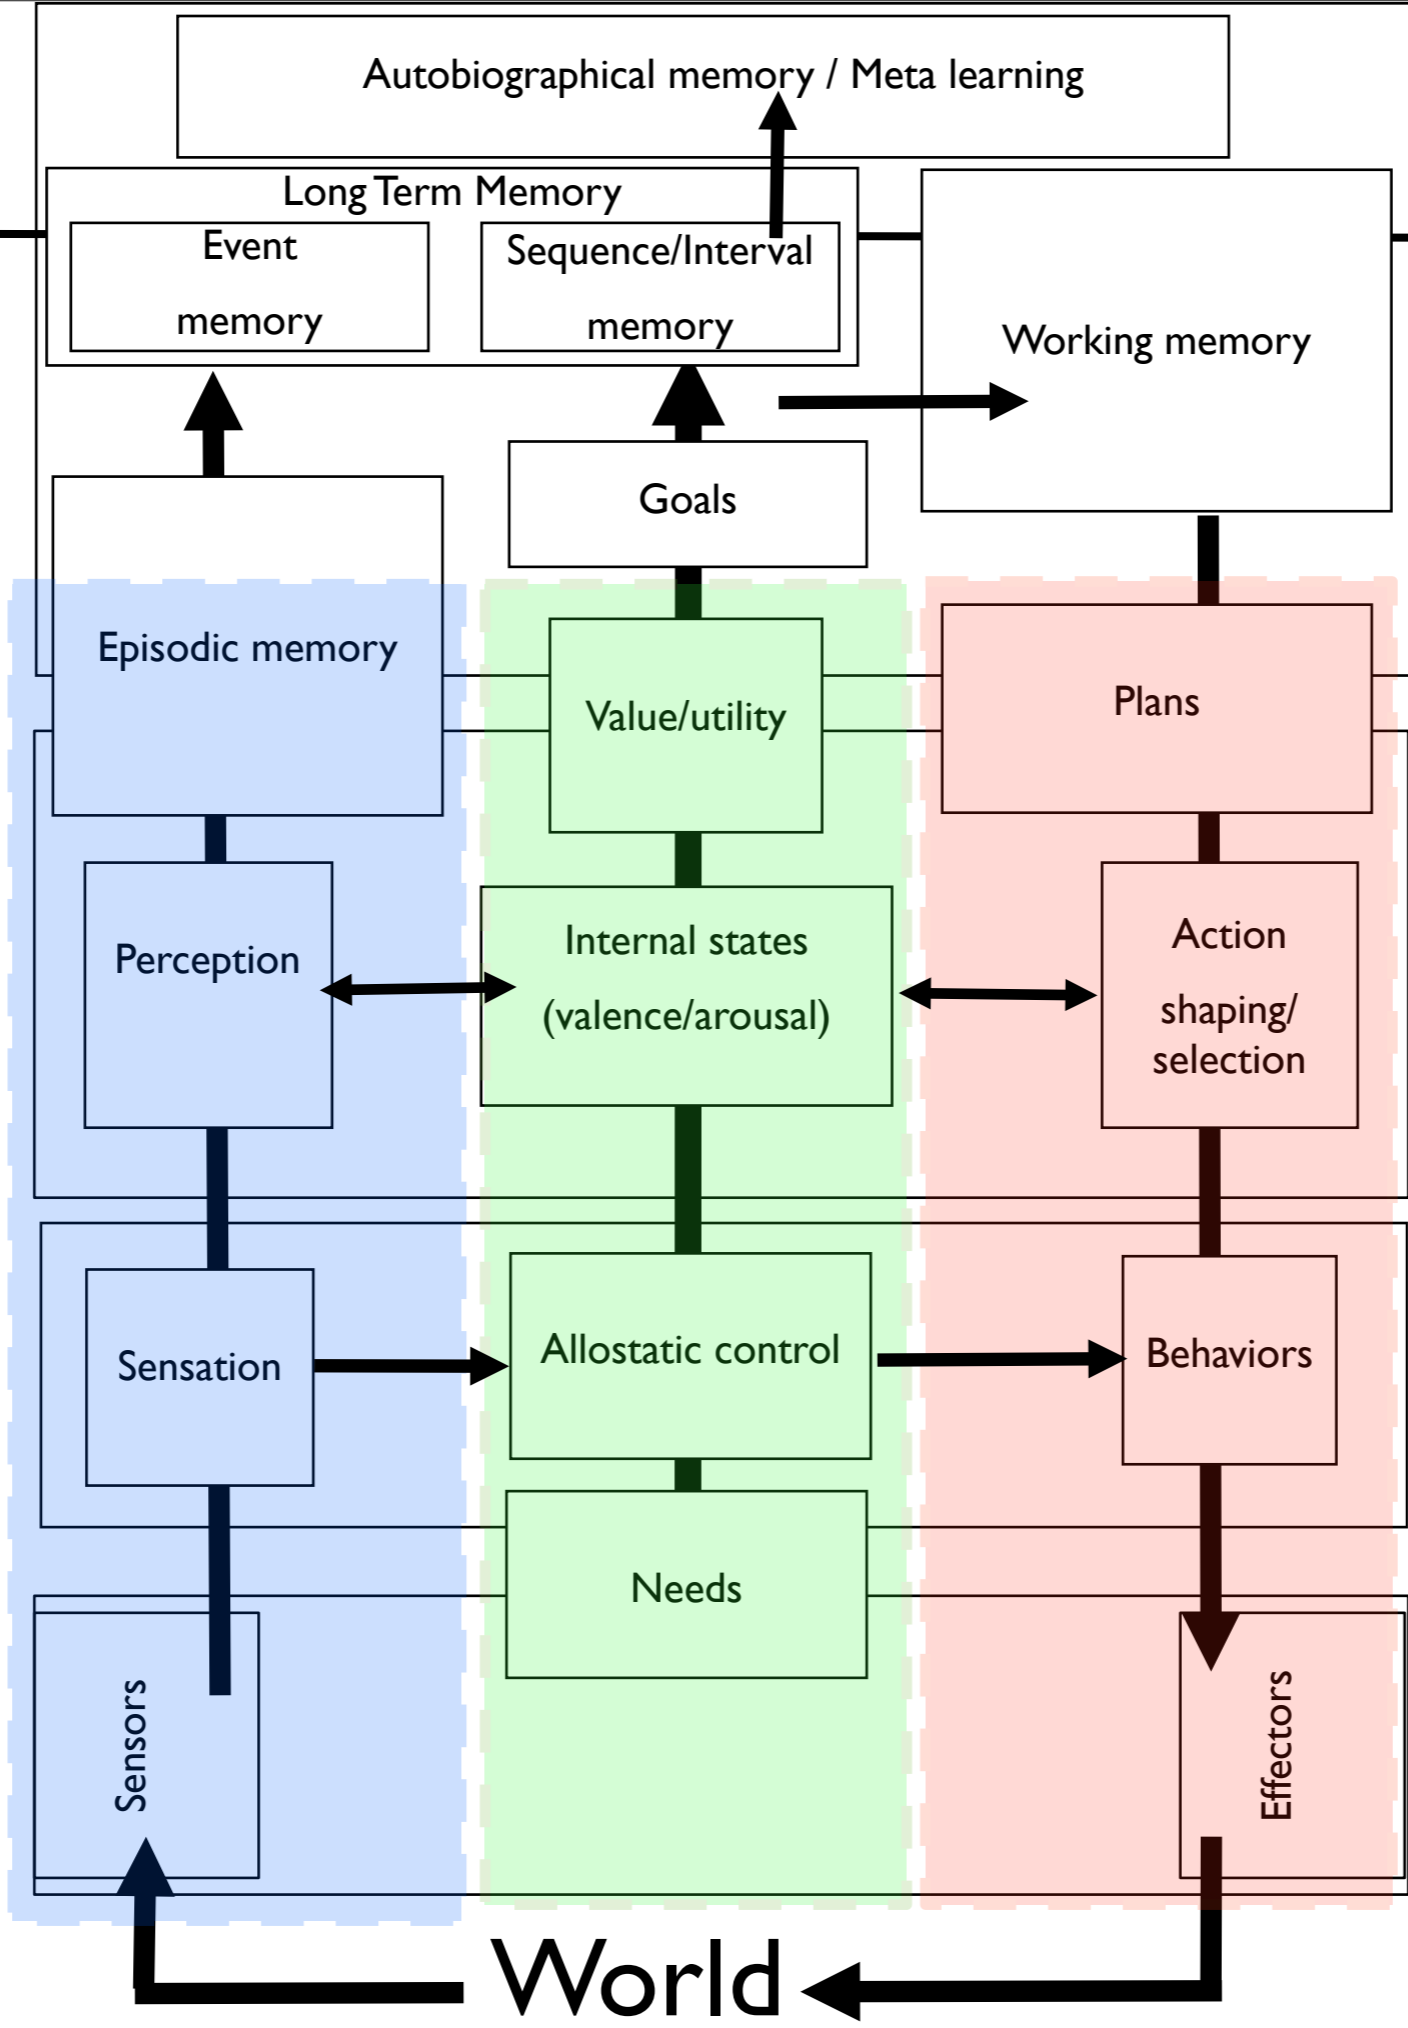 Autobiographical memory / Meta learning
Long Term Memory
Event
memory
Sequence/Interval
memory
Working memory
Goals
Episodic memory
Value/utility
Plans
Perception
Internal states
(valence/arousal)
Action
shaping/
selection
Sensation
Allostatic control
Behaviors
Needs
Sensors
Effectors
World